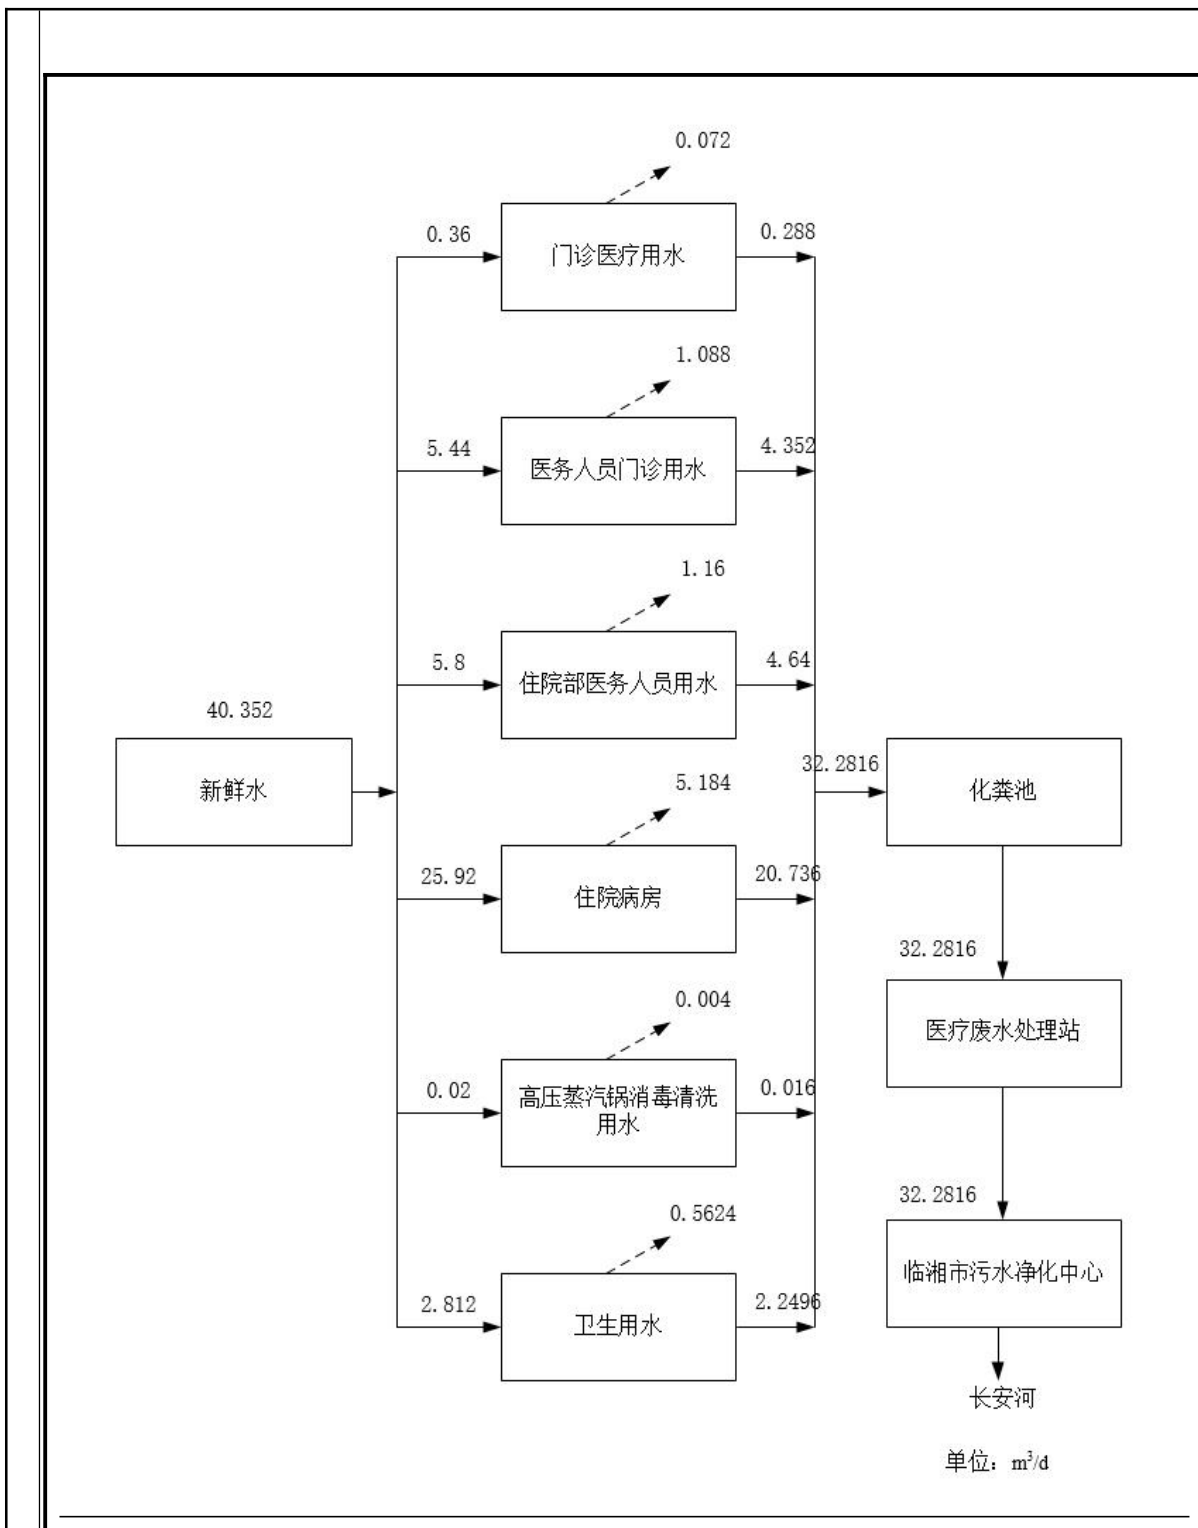 0.072
0.36
门诊医疗用水
0.288
1.088
5.44
医务人员门诊用水
4.352
1.16
5.8
住院部医务人员用水
4.64
40.352
新鲜水
32.2816
化粪池
5.184
25.92
住院病房
20.736
32.2816
医疗废水处理站
0.004
0.02
高压蒸汽锅消毒清洗
用水
0.016
32.2816
临湘市污水净化中心
0.5624
2.812
卫生用水
2.2496
长安河
单位：m³/d